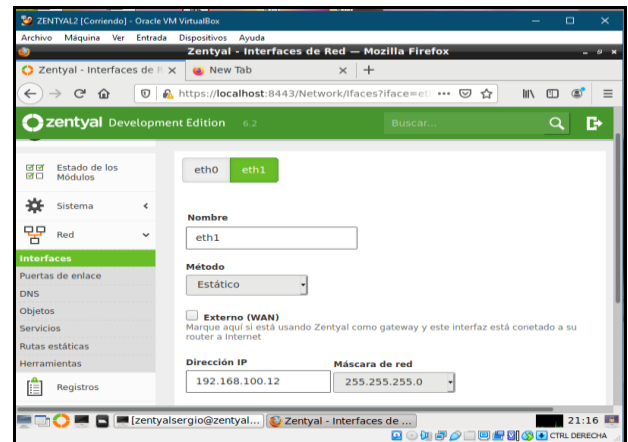 ZENTYAL2 [Corriendo] - Oracle VM VirtualBox
Archivo Máquina Ver Entrada Dispositivos Ayuda
Zentyal - Interfaces de Red — Mozilla Firefox
Zentyal - Interfaces de R
New Tab
https://localhost:8443/Network/Ifaces?iface=et
zentyal Development Edition 6.2
Buscar...
Estado de los
Módulos
Sistema
Red
Interfaces
Puertas de enlace
DNS
Objetos
Servicios
Rutas estáticas
Herramientas
Registros
eth0 eth1
Nombre
eth1
Método
Estático
Externo (WAN)
Marque aquí si está usando Zentyal como gateway y este interfaz está conetado a su
router a Internet
Dirección IP Máscara de red
192.168.100.12 255.255.255.0
[zentyalsergio@zentyal... Zentyal - Interfaces de ... 21:16
CTRL DERECHA